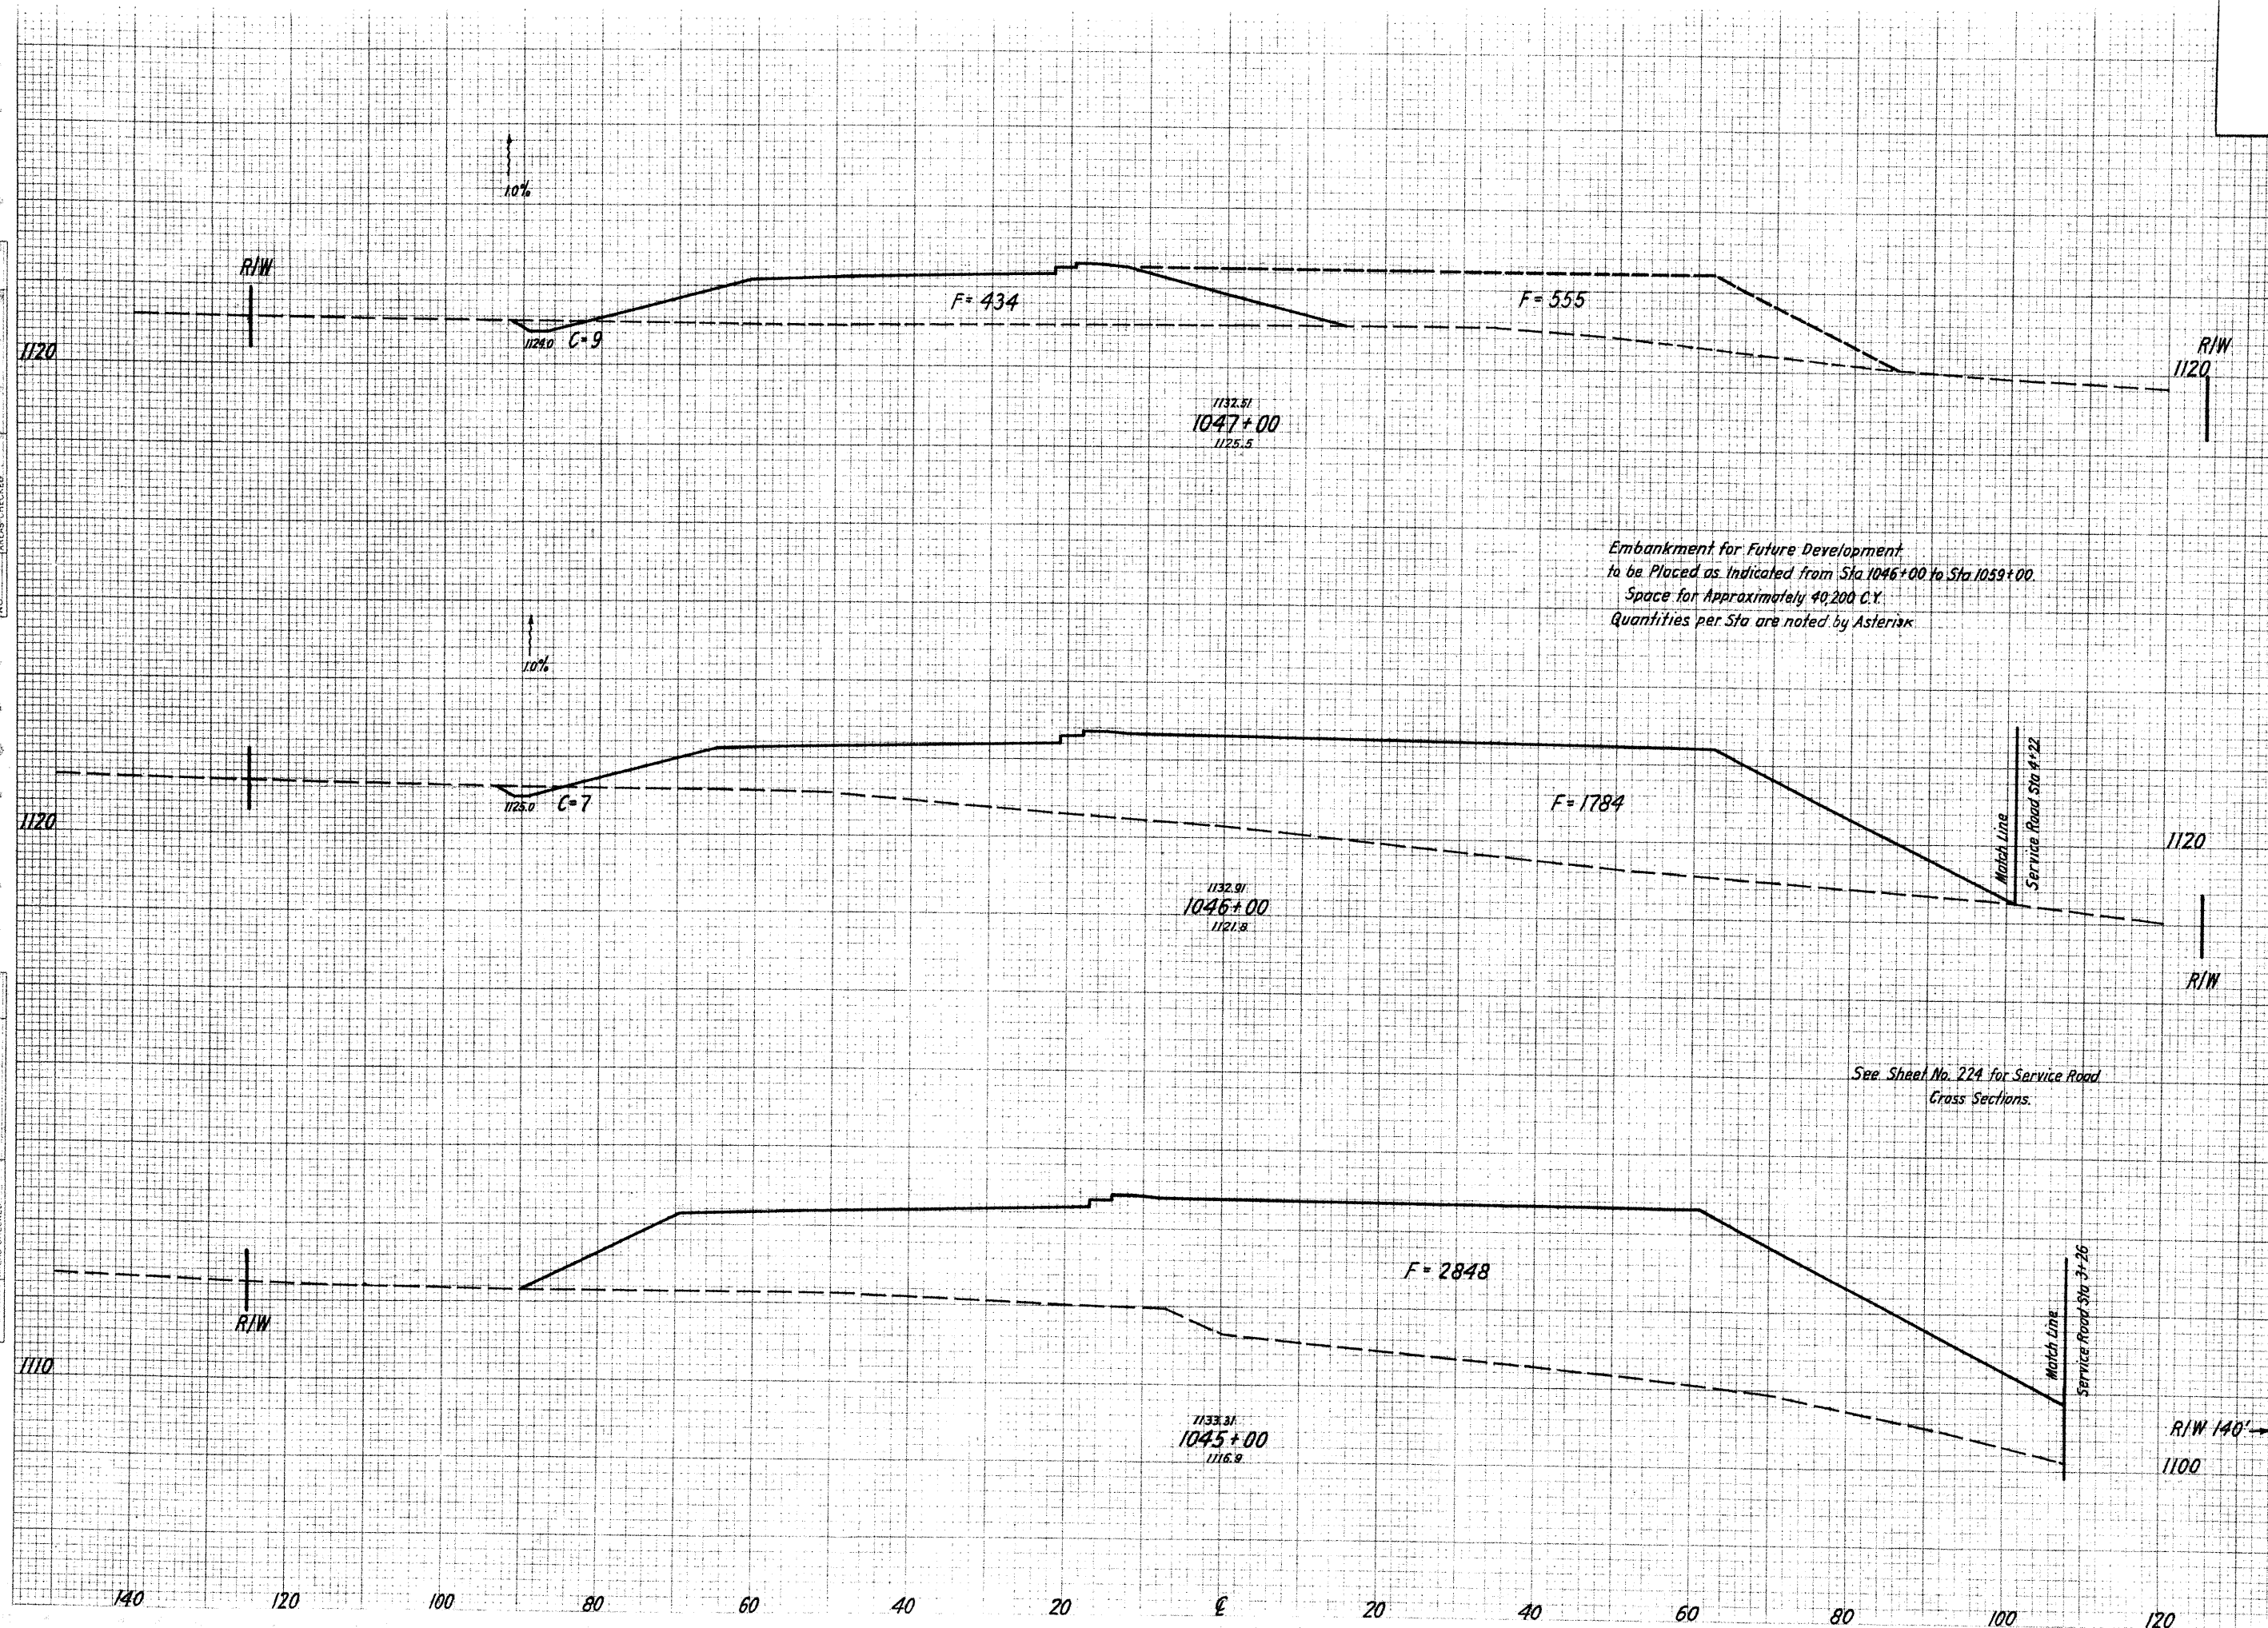 10%
R/W
F= 434
F= 555
1124.0 C=9
1120
R/W
1120
1132.51
1047+00
1125.5
Embankment for Future Development
to be Placed as Indicated from Sta 1046+00 to Sta 1059+00.
Space for Approximately 40,200 C.Y.
Quantities per Sta are noted by Asterisk
1.0%
Match Line
Service Road Sta 4+22
1125.0 C=7
F= 1784
1120
1120
1132.91
1046+00
1121.8
R/W
See Sheet No. 224 for Service Road
Cross Sections.
F= 2848
R/W
Match Line
Service Road Sta 3+26
1110
1133.31
1045+00
1116.9
R/W 140'
1100
140 120 100 80 60 40 20 ℄ 20 40 60 80 100 120